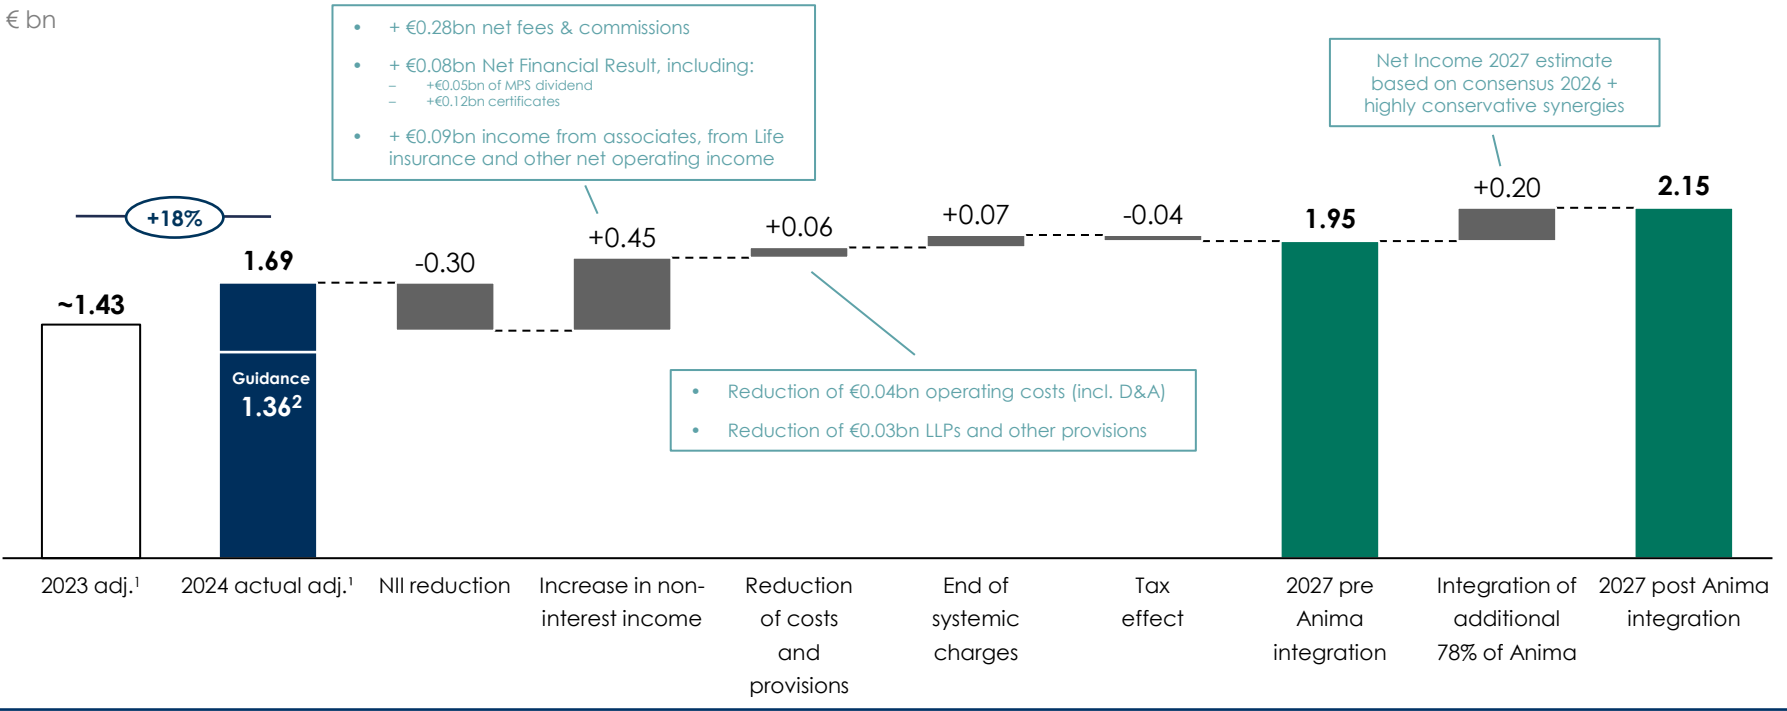 € bn
• + €0.28bn net fees & commissions
• + €0.08bn Net Financial Result, including:
– +€0.05bn of MPS dividend
– +€0.12bn certificates
• + €0.09bn income from associates, from Life
insurance and other net operating income
Net Income 2027 estimate
based on consensus 2026 +
highly conservative synergies
+18%
~1.43
1.69
Guidance
1.36²
-0.30
+0.45
+0.06
+0.07
-0.04
1.95
+0.20
2.15
• Reduction of €0.04bn operating costs (incl. D&A)
• Reduction of €0.03bn LLPs and other provisions
2023 adj.¹
2024 actual adj.¹
NII reduction
Increase in non-
interest income
Reduction
of costs
and
provisions
End of
systemic
charges
Tax
effect
2027 pre
Anima
integration
Integration of
additional
78% of Anima
2027 post Anima
integration